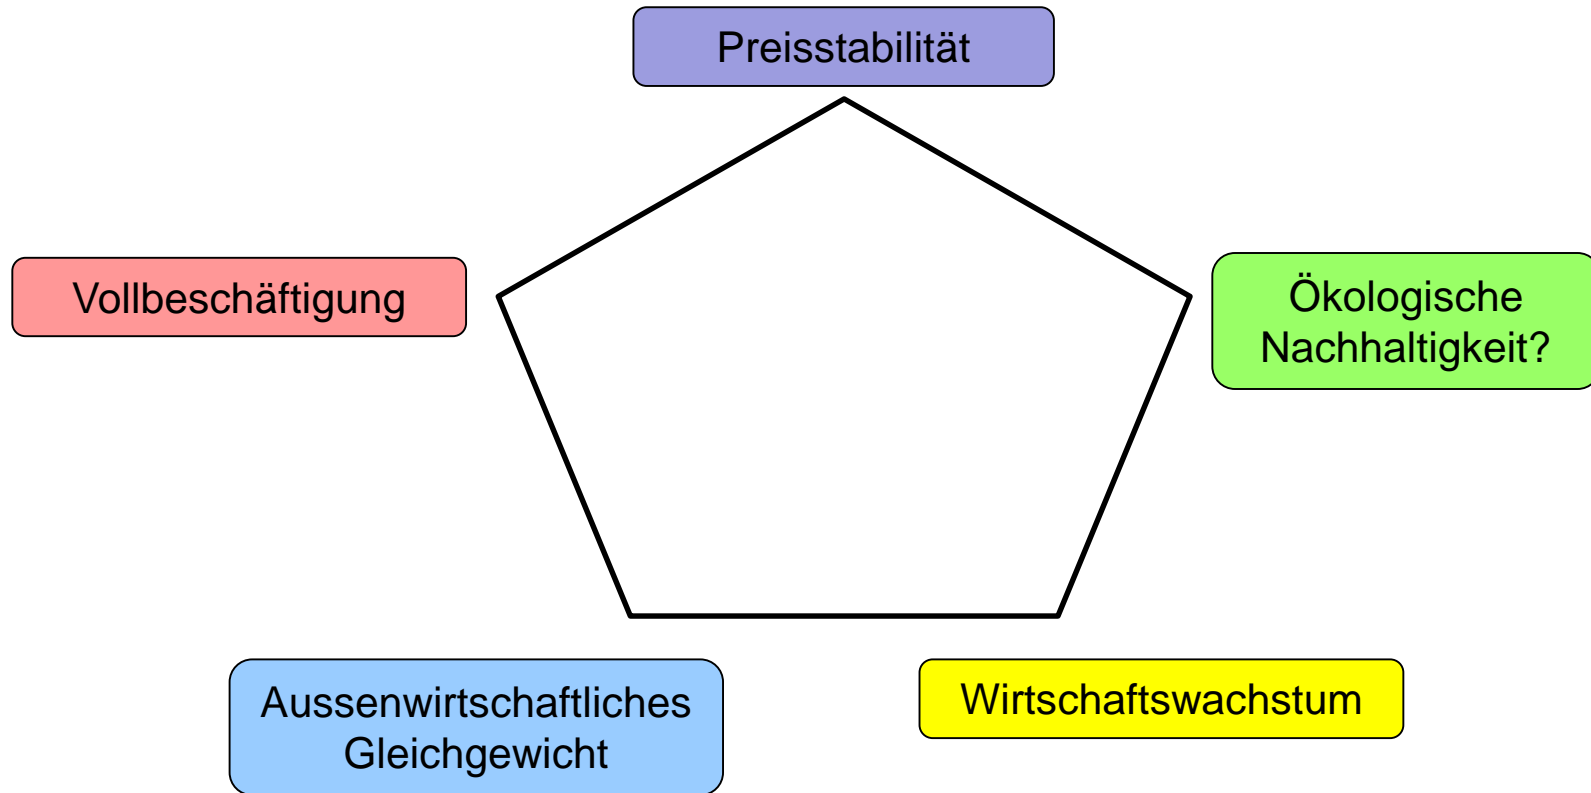 Preisstabilität
Vollbeschäftigung
Ökologische
Nachhaltigkeit?
Aussenwirtschaftliches
Gleichgewicht
Wirtschaftswachstum